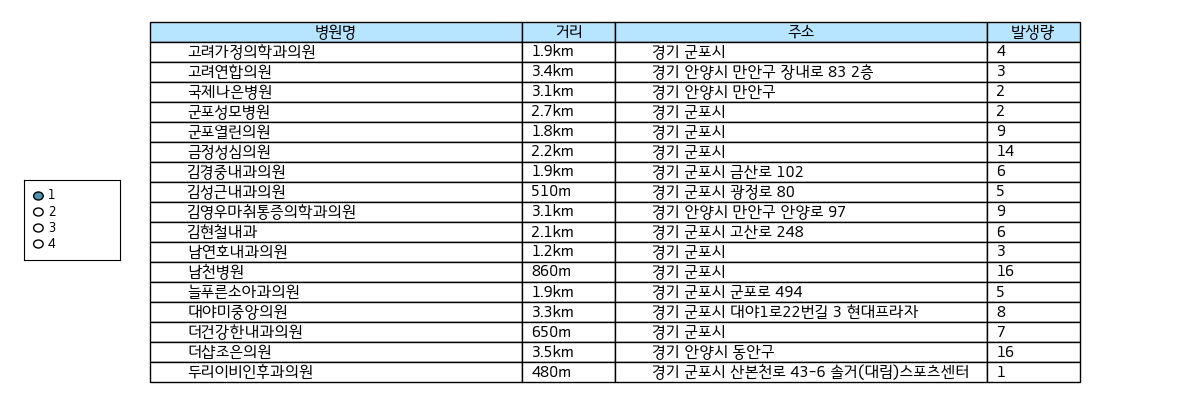 병원명 거리 주소 발생량
고려가정의학과의원 1.9km 경기 군포시 4
고려연합의원 3.4km 경기 안양시 만안구 장내로 83 2층 3
국제나은병원 3.1km 경기 안양시 만안구 2
군포성모병원 2.7km 경기 군포시 2
군포열린의원 1.8km 경기 군포시 9
금정성심의원 2.2km 경기 군포시 14
김경중내과의원 1.9km 경기 군포시 금산로 102 6
김성근내과의원 510m 경기 군포시 광정로 80 5
김영우마취통증의학과의원 3.1km 경기 안양시 만안구 안양로 97 9
김현철내과 2.1km 경기 군포시 고산로 248 6
남연호내과의원 1.2km 경기 군포시 3
남천병원 860m 경기 군포시 16
늘푸른소아과의원 1.9km 경기 군포시 군포로 494 5
대야미중앙의원 3.3km 경기 군포시 대야1로22번길 3 현대프라자 8
더건강한내과의원 650m 경기 군포시 7
더샵조은의원 3.5km 경기 안양시 동안구 16
두리이비인후과의원 480m 경기 군포시 산본천로 43-6 솔거(대림)스포츠센터 1
1
2
3
4